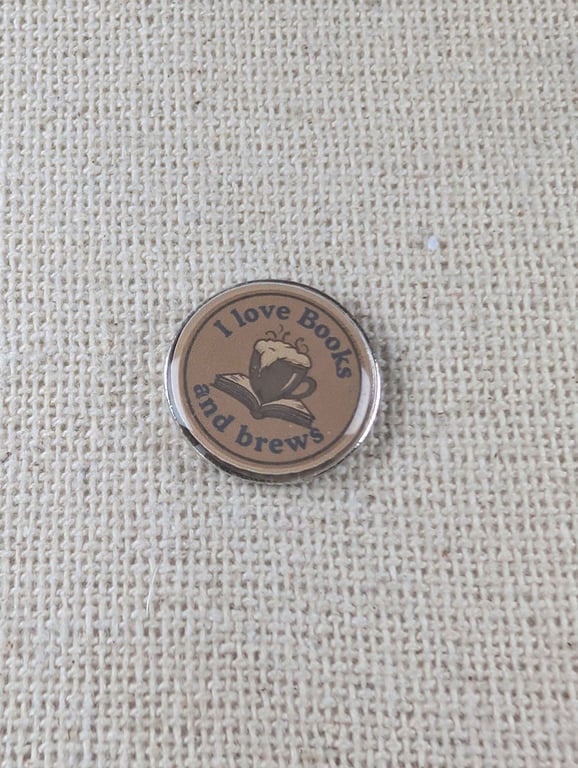 I love Books
and brews